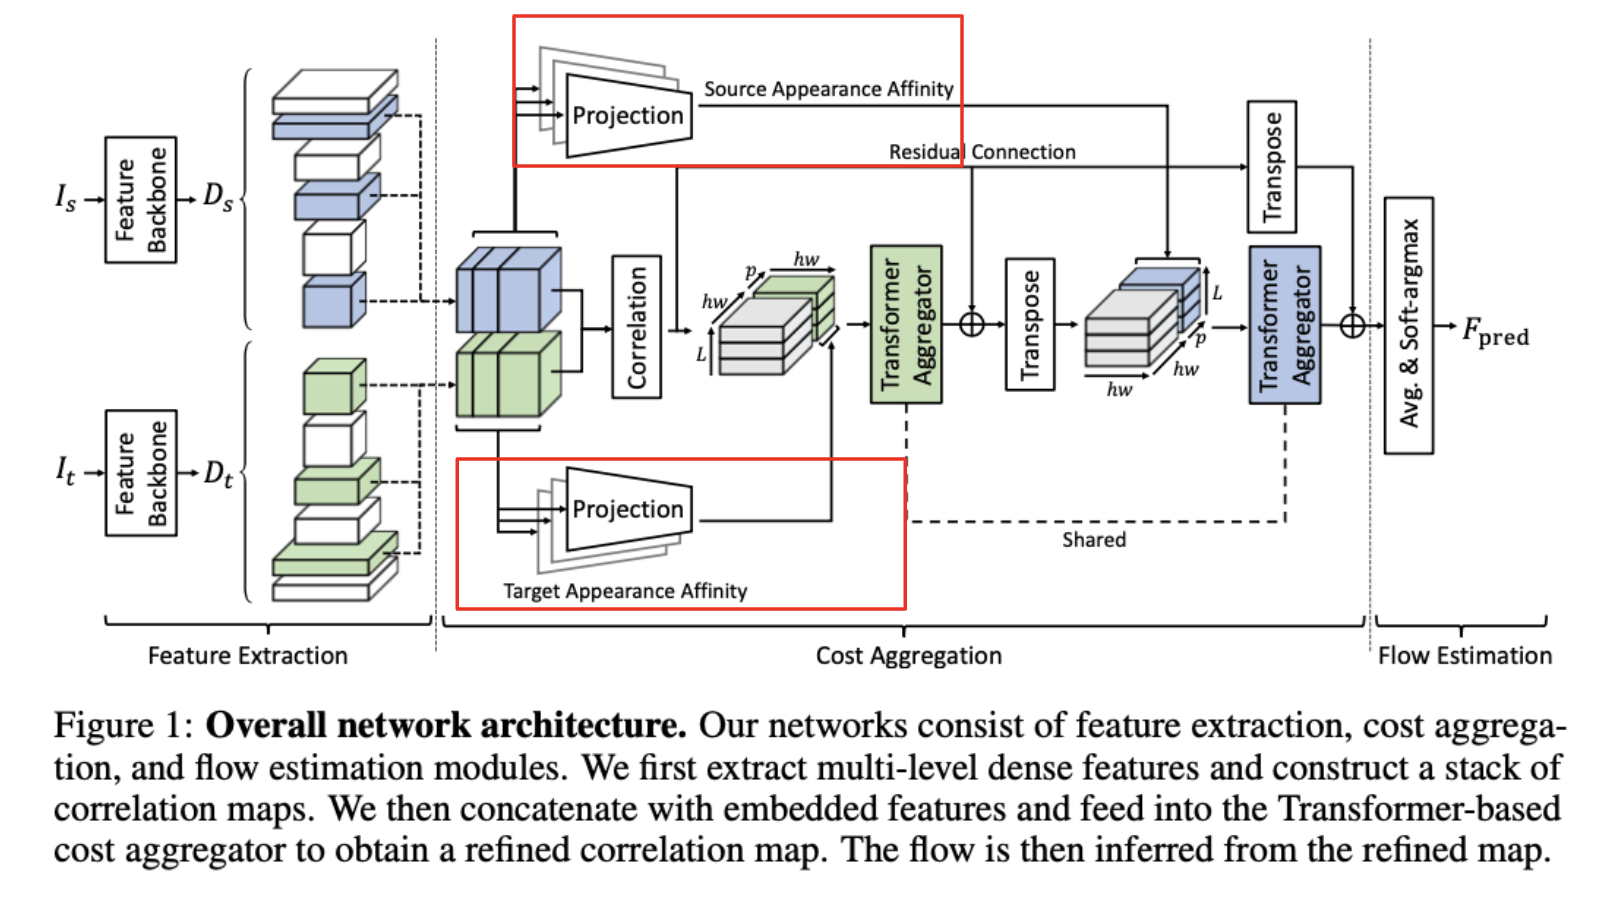 Projection
Source Appearance Affinity
Residual Connection
Transpose
I_s
Feature
Backbone
D_s
Correlation
L
hw
p
hw
Transformer
Aggregator
Transpose
L
p
hw
hw
Transformer
Aggregator
Avg. & Soft-argmax
F_pred
I_t
Feature
Backbone
D_t
Projection
Target Appearance Affinity
Shared
Feature Extraction
Cost Aggregation
Flow Estimation
Figure 1: Overall network architecture. Our networks consist of feature extraction, cost aggrega-
tion, and flow estimation modules. We first extract multi-level dense features and construct a stack of
correlation maps. We then concatenate with embedded features and feed into the Transformer-based
cost aggregator to obtain a refined correlation map. The flow is then inferred from the refined map.